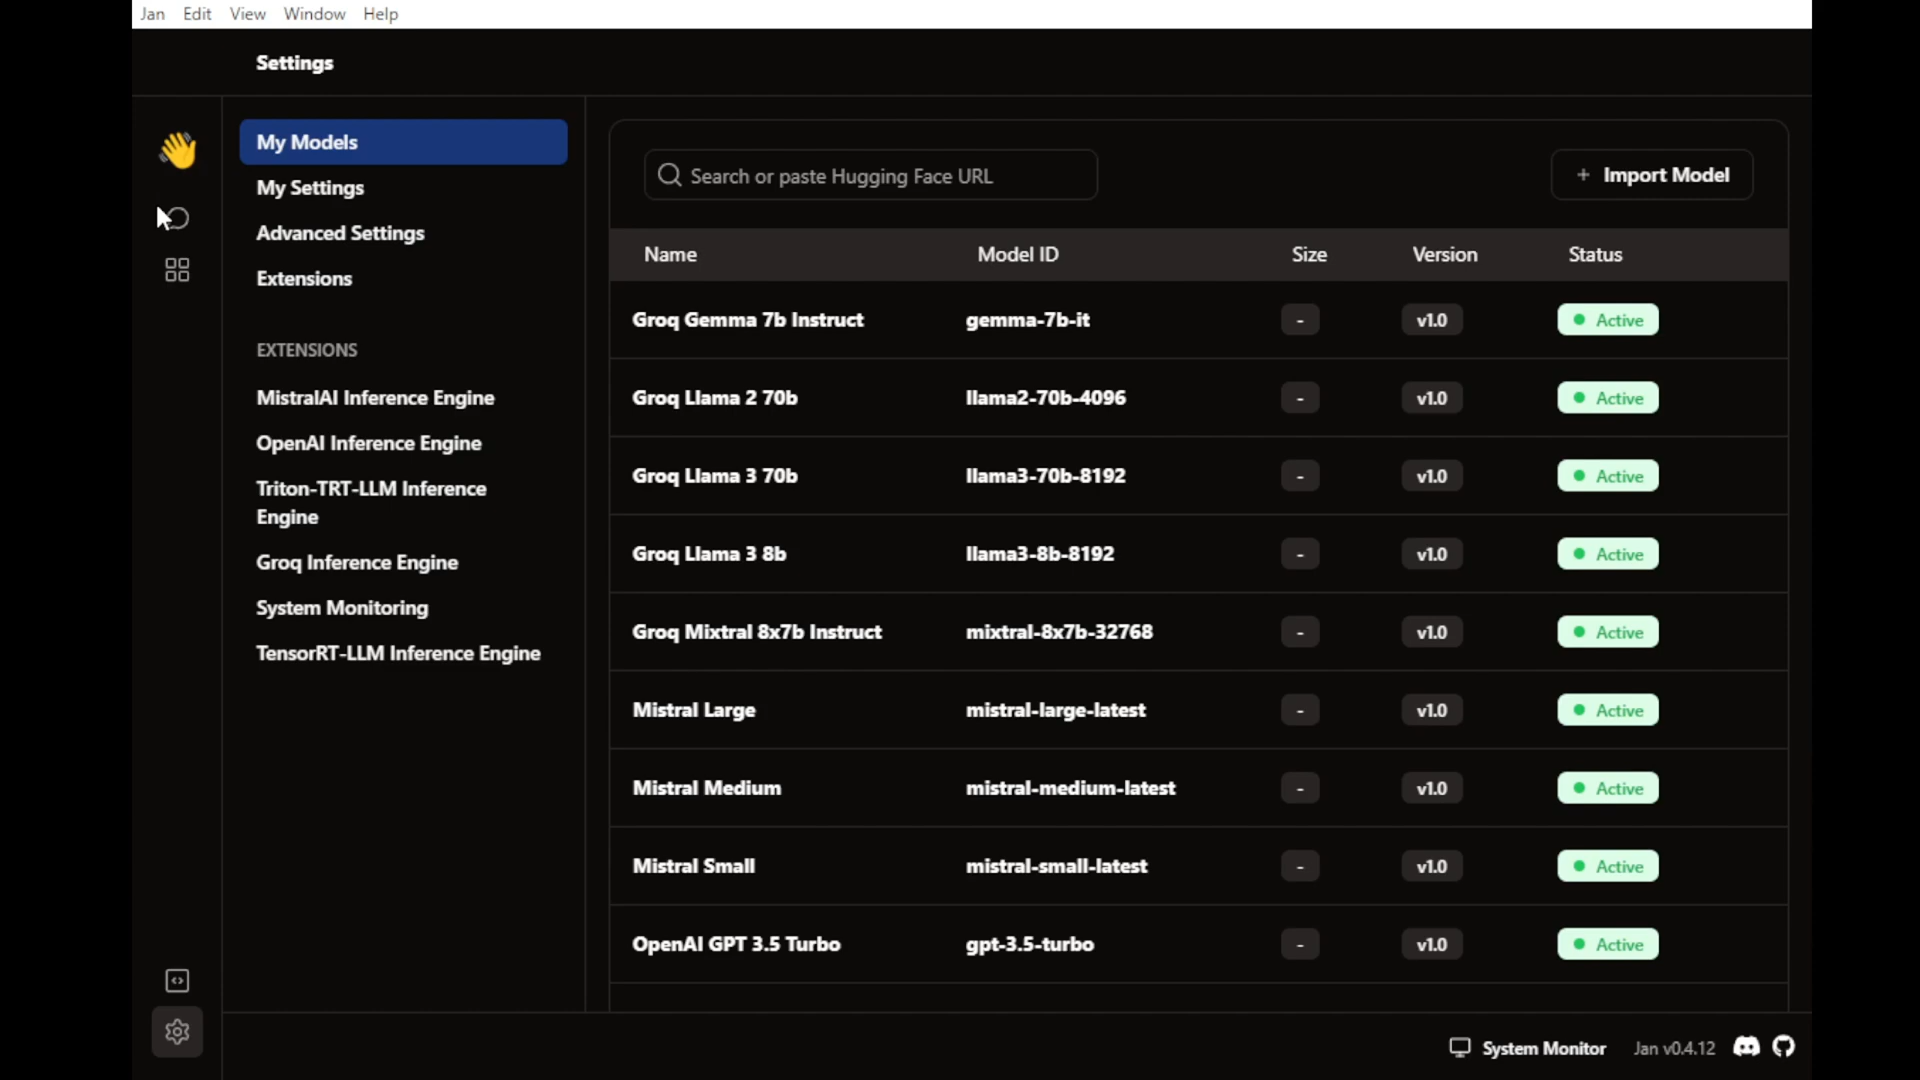 Jan Edit View Window Help
Settings
My Models
My Settings
Advanced Settings
Extensions
EXTENSIONS
MistralAI Inference Engine
OpenAI Inference Engine
Triton-TRT-LLM Inference
Engine
Groq Inference Engine
System Monitoring
TensorRT-LLM Inference Engine
Search or paste Hugging Face URL
+ Import Model
Name Model ID Size Version Status
Groq Gemma 7b Instruct gemma-7b-it - v1.0 Active
Groq Llama 2 70b llama2-70b-4096 - v1.0 Active
Groq Llama 3 70b llama3-70b-8192 - v1.0 Active
Groq Llama 3 8b llama3-8b-8192 - v1.0 Active
Groq Mixtral 8x7b Instruct mixtral-8x7b-32768 - v1.0 Active
Mistral Large mistral-large-latest - v1.0 Active
Mistral Medium mistral-medium-latest - v1.0 Active
Mistral Small mistral-small-latest - v1.0 Active
OpenAI GPT 3.5 Turbo gpt-3.5-turbo - v1.0 Active
System Monitor Jan v0.4.12